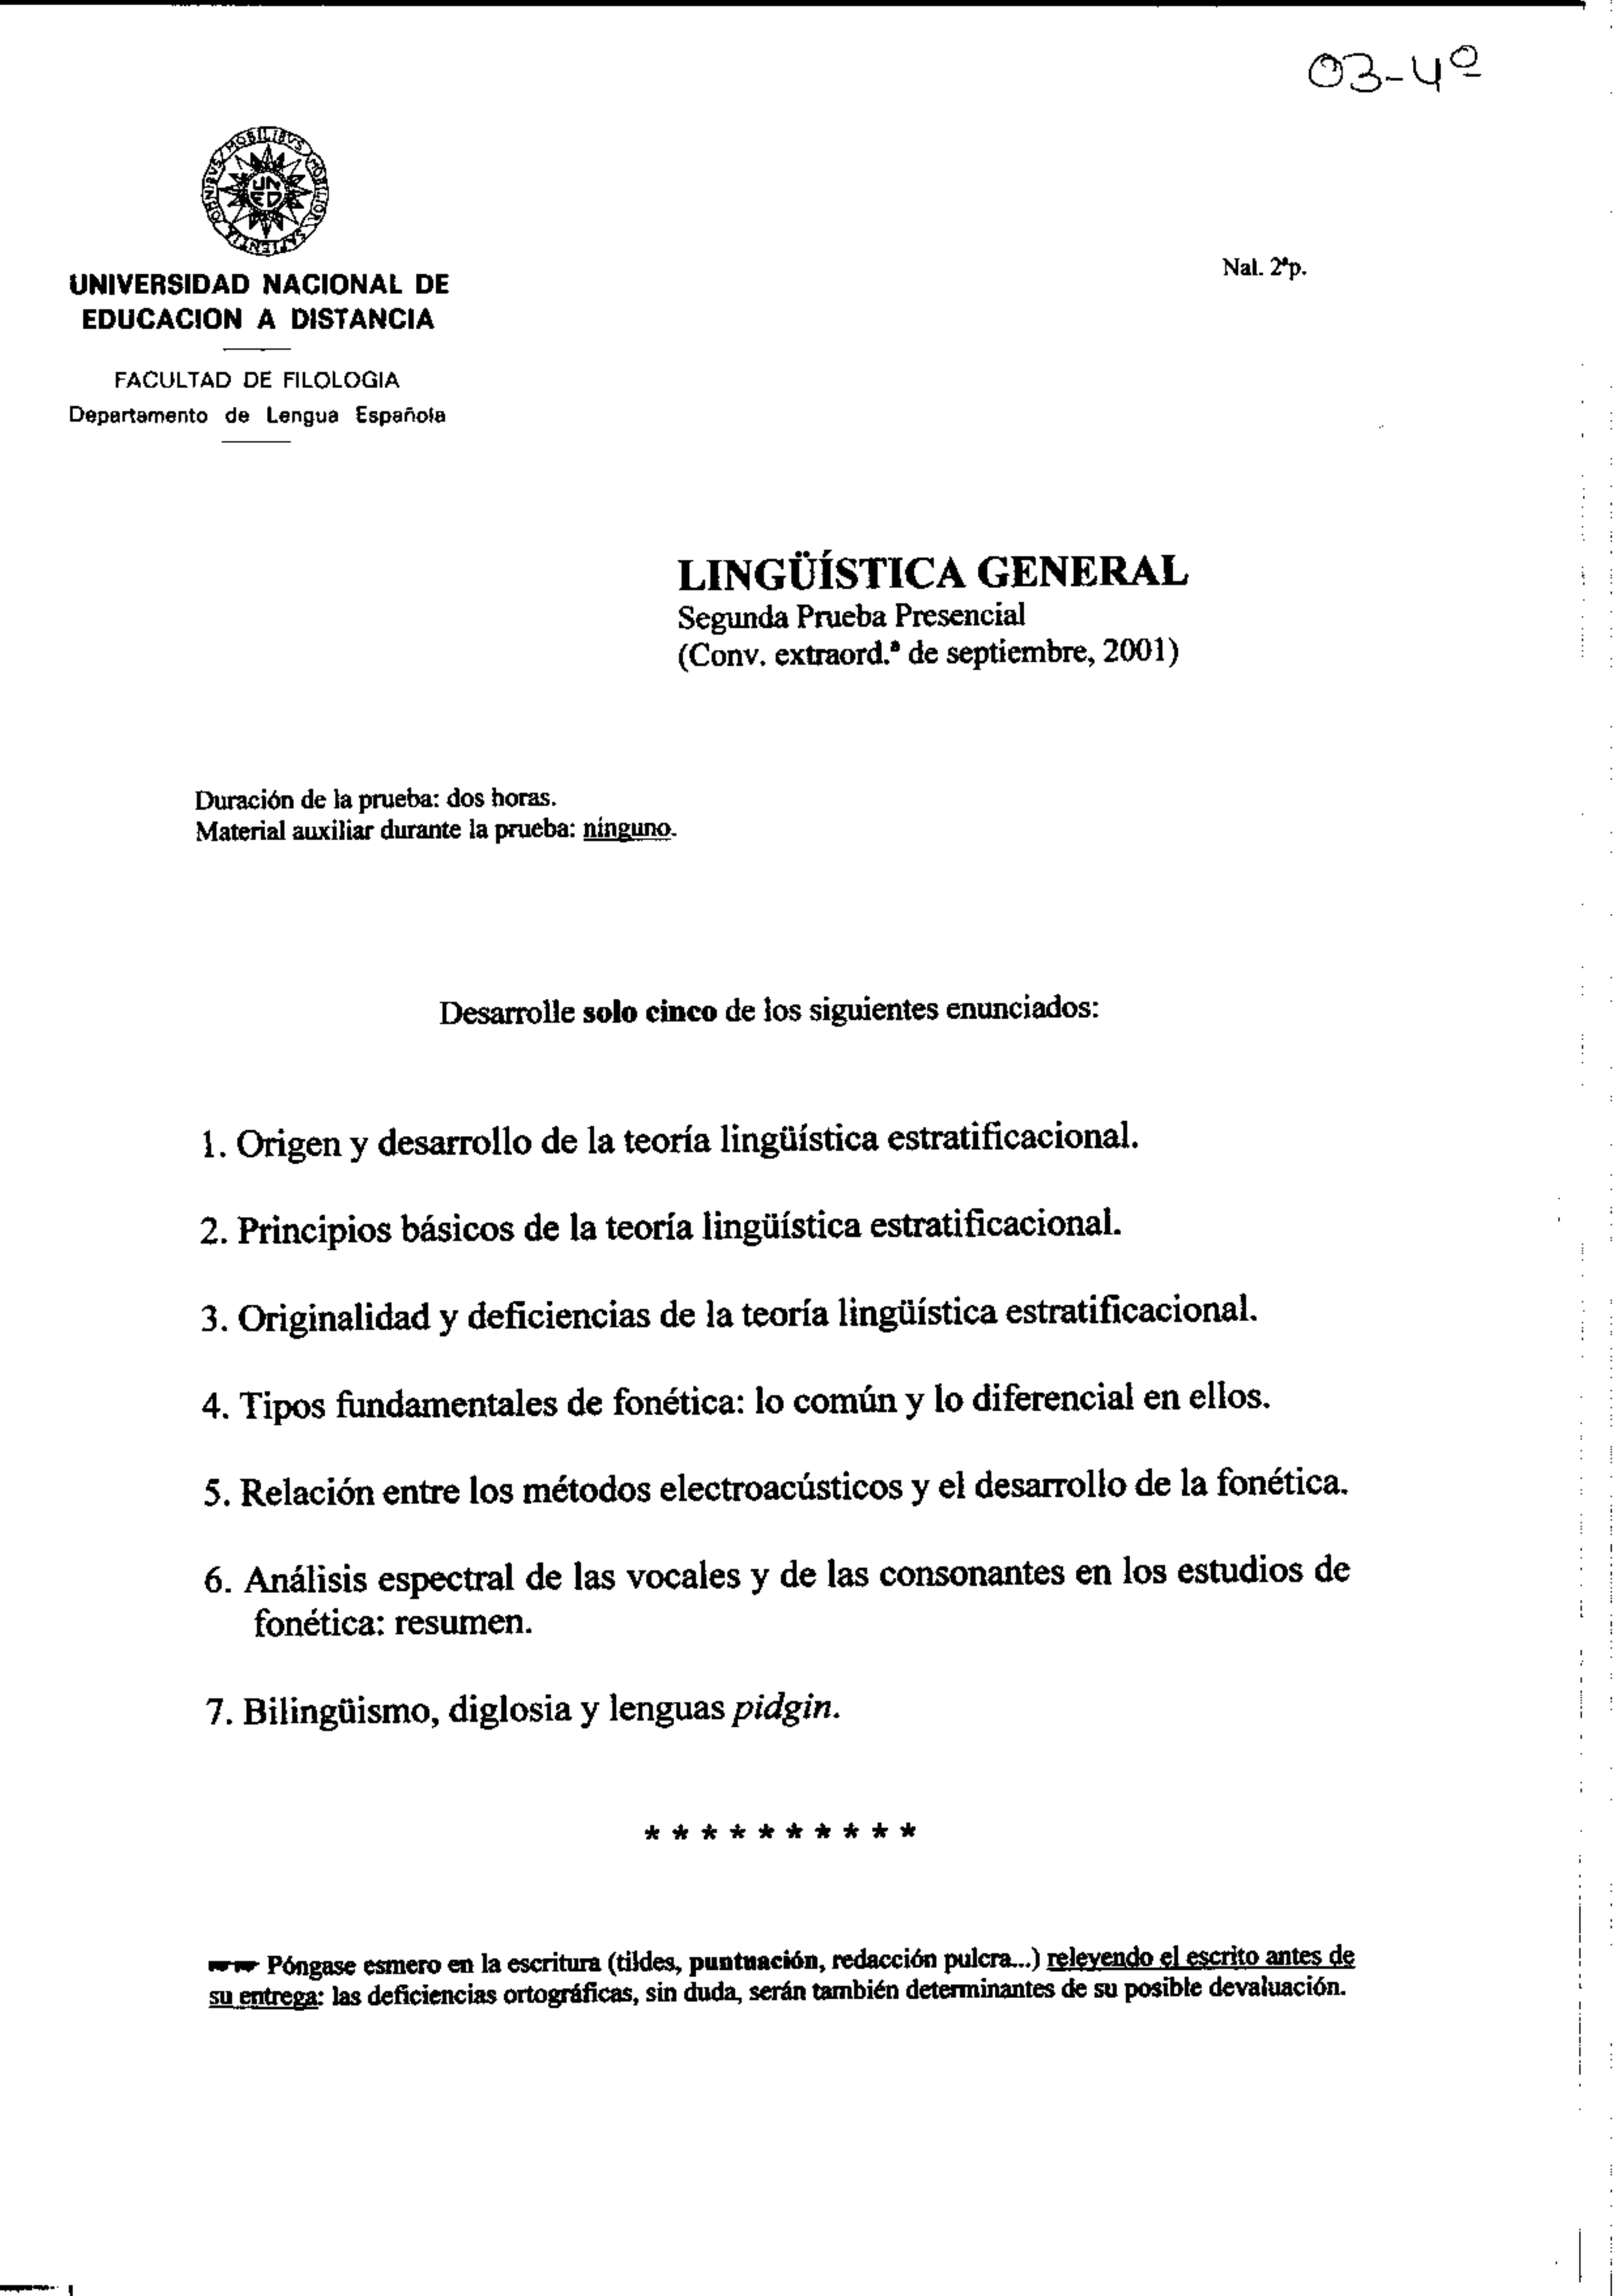 03-4º
OMNIBUS MOBILIBUS MOBILIOR SAPIENTIA
UNED
UNIVERSIDAD NACIONAL DE
EDUCACION A DISTANCIA
FACULTAD DE FILOLOGIA
Departamento de Lengua Española
Nal. 2ªp.
LINGÜÍSTICA GENERAL
Segunda Prueba Presencial
(Conv. extraord.ª de septiembre, 2001)
Duración de la prueba: dos horas.
Material auxiliar durante la prueba: ninguno.
Desarrolle solo cinco de los siguientes enunciados:
1. Origen y desarrollo de la teoría lingüística estratificacional.
2. Principios básicos de la teoría lingüística estratificacional.
3. Originalidad y deficiencias de la teoría lingüística estratificacional.
4. Tipos fundamentales de fonética: lo común y lo diferencial en ellos.
5. Relación entre los métodos electroacústicos y el desarrollo de la fonética.
6. Análisis espectral de las vocales y de las consonantes en los estudios de
fonética: resumen.
7. Bilingüismo, diglosia y lenguas pidgin.
* * * * * * * * * *
Póngase esmero en la escritura (tildes, puntuación, redacción pulcra...) releyendo el escrito antes de
su entrega: las deficiencias ortográficas, sin duda, serán también determinantes de su posible devaluación.